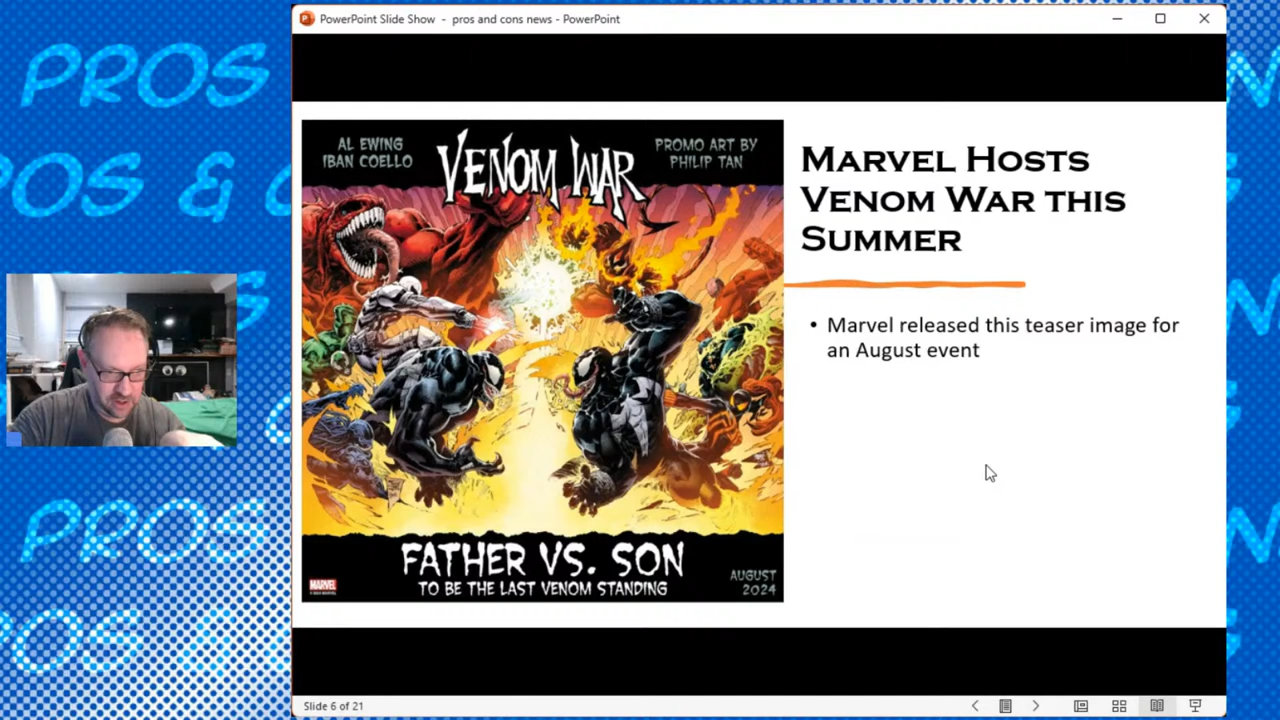 PowerPoint Slide Show - pros and cons news - PowerPoint
PROS
OS & C
PROS
AL EWING
IBAN COELLO
VENOM WAR
PROMO ART BY
PHILIP TAN
MARVEL HOSTS
VENOM WAR THIS
SUMMER
• Marvel released this teaser image for
an August event
FATHER VS. SON
TO BE THE LAST VENOM STANDING
AUGUST
2024
MARVEL
Slide 6 of 21